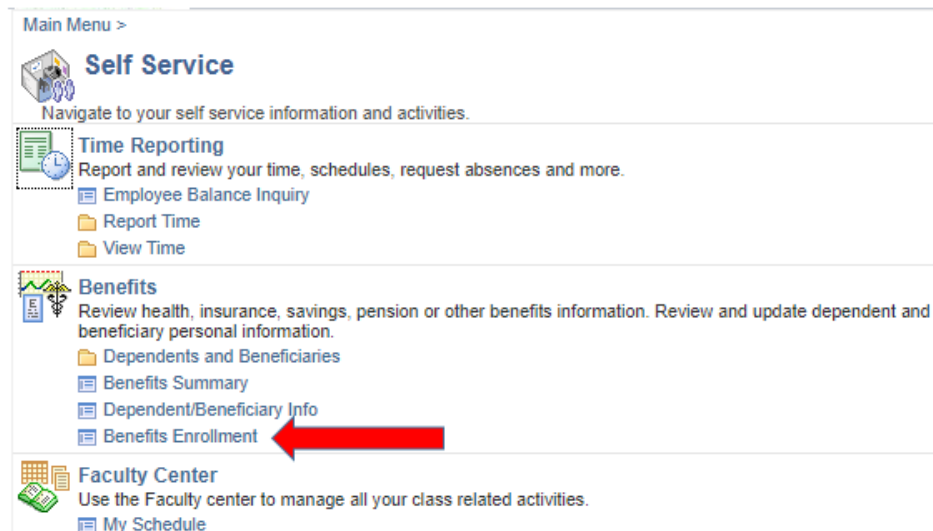 Main Menu >
Self Service
Navigate to your self service information and activities.
Time Reporting
Report and review your time, schedules, request absences and more.
Employee Balance Inquiry
Report Time
View Time
Benefits
Review health, insurance, savings, pension or other benefits information. Review and update dependent and
beneficiary personal information.
Dependents and Beneficiaries
Benefits Summary
Dependent/Beneficiary Info
Benefits Enrollment
Faculty Center
Use the Faculty center to manage all your class related activities.
My Schedule